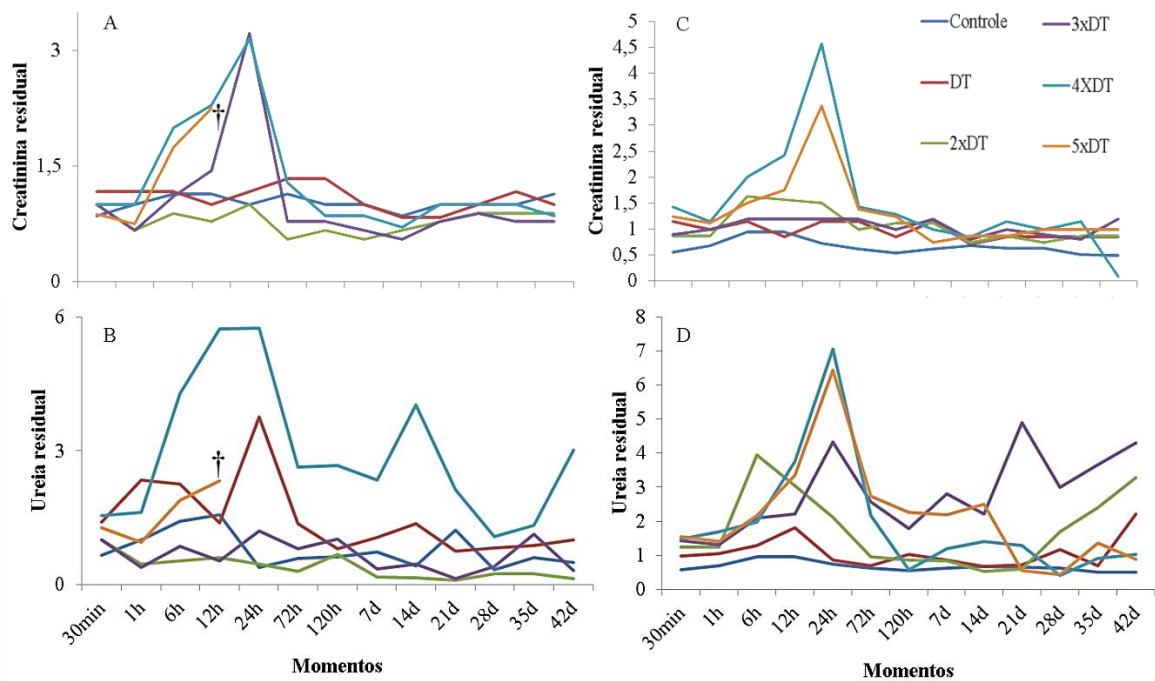 A
Creatinina residual
3
1,5
0
†
C
Creatinina residual
5
4,5
4
3,5
3
2,5
2
1,5
1
0,5
0
Controle
3xDT
DT
4XDT
2xDT
5xDT
B
Ureia residual
6
3
0
†
30min
1h
6h
12h
24h
72h
120h
7d
14d
21d
28d
35d
42d
Momentos
D
Ureia residual
8
7
6
5
4
3
2
1
0
30min
1h
6h
12h
24h
72h
120h
7d
14d
21d
28d
35d
42d
Momentos